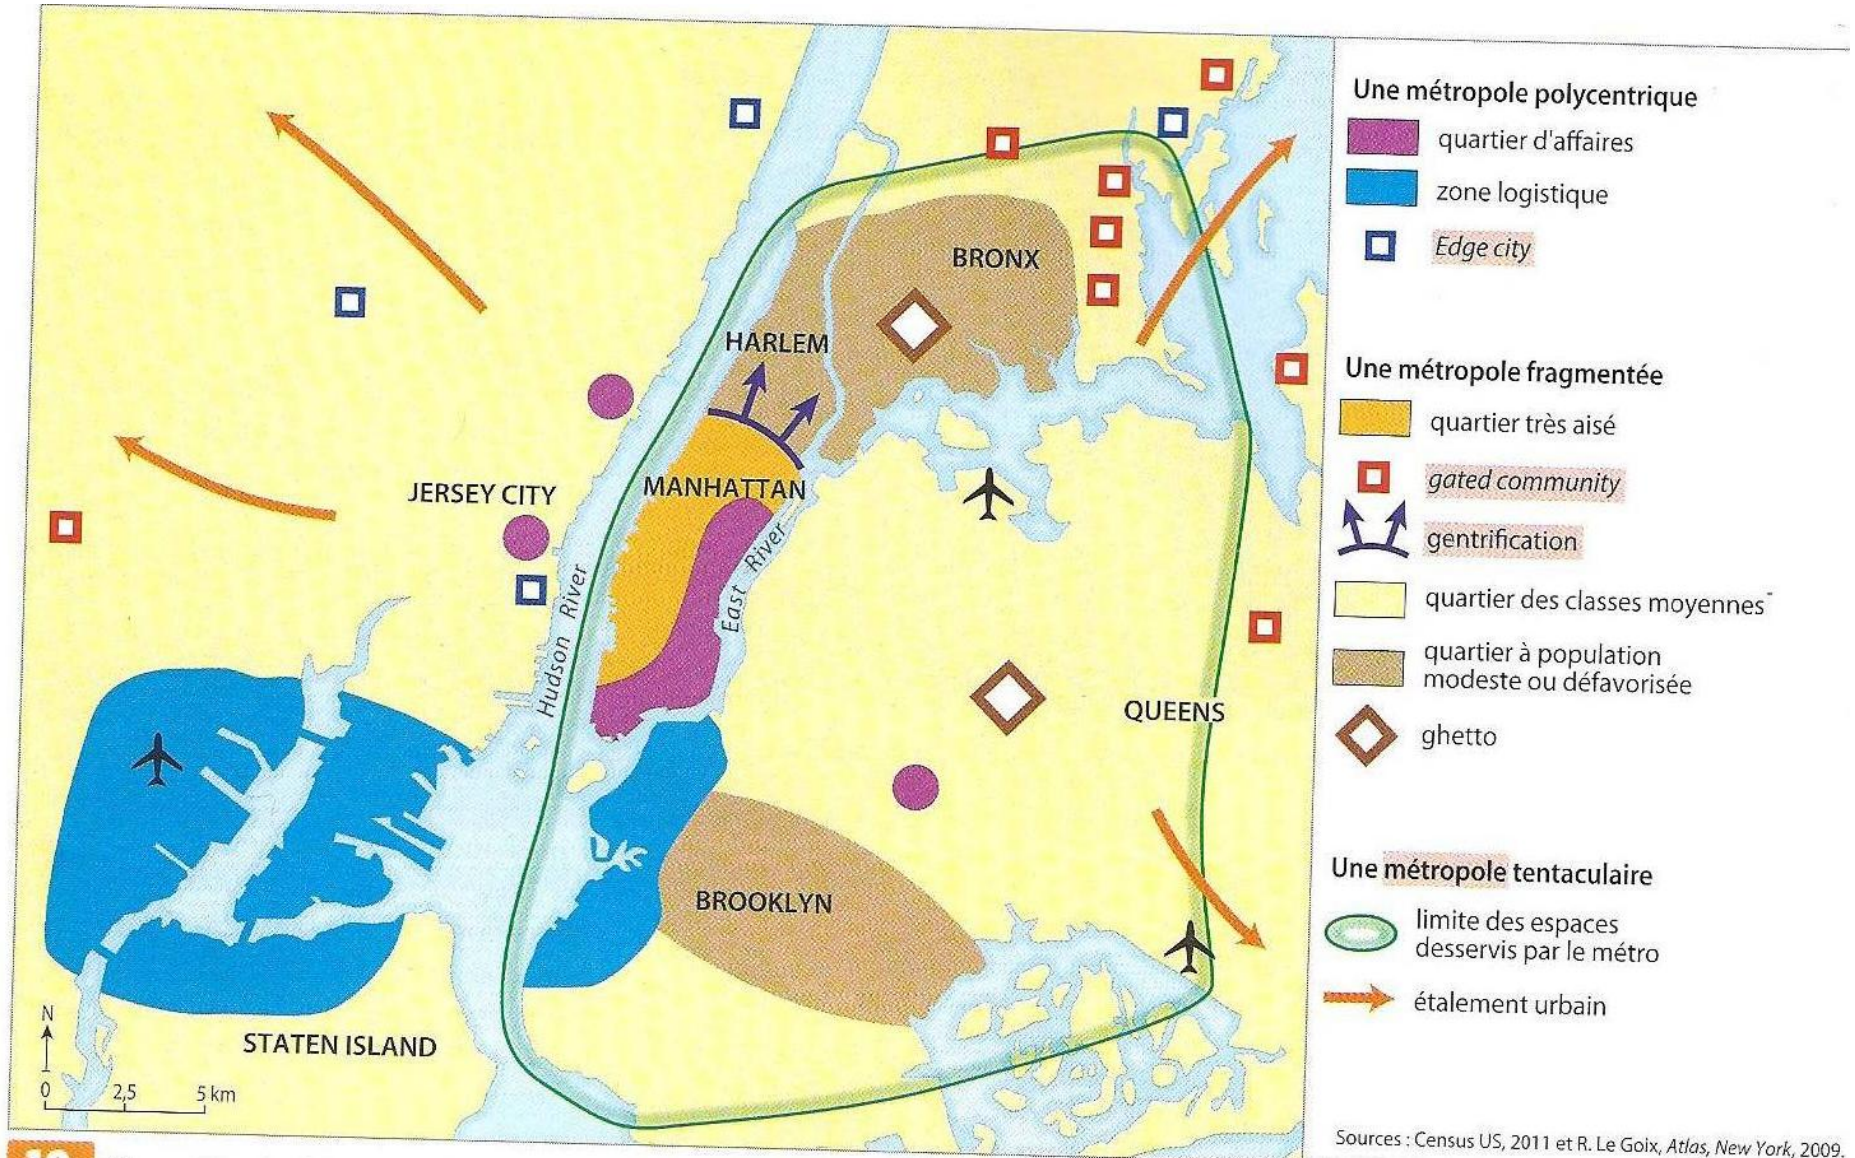 BRONX
HARLEM
MANHATTAN
JERSEY CITY
Hudson River
East River
QUEENS
BROOKLYN
STATEN ISLAND
N
0 2,5 5 km
Une métropole polycentrique
quartier d'affaires
zone logistique
Edge city
Une métropole fragmentée
quartier très aisé
gated community
gentrification
quartier des classes moyennes
quartier à population
modeste ou défavorisée
ghetto
Une métropole tentaculaire
limite des espaces
desservis par le métro
étalement urbain
Sources : Census US, 2011 et R. Le Goix, Atlas, New York, 2009.